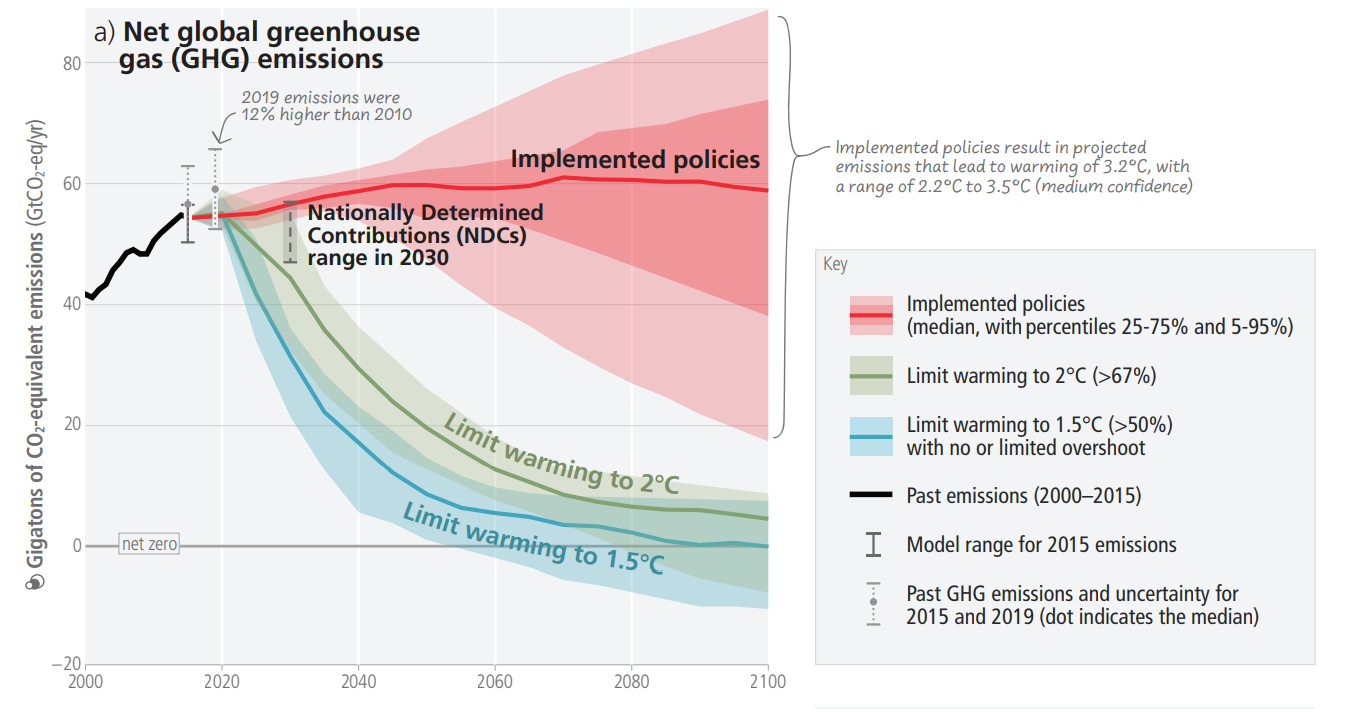 a) Net global greenhouse
gas (GHG) emissions
Gigatons of CO₂-equivalent emissions (GtCO₂-eq/yr)
80
60
40
20
0
−20
2000
2020
2040
2060
2080
2100
2019 emissions were
12% higher than 2010
Implemented policies
Nationally Determined
Contributions (NDCs)
range in 2030
Limit warming to 2°C
Limit warming to 1.5°C
net zero
Implemented policies result in projected
emissions that lead to warming of 3.2°C, with
a range of 2.2°C to 3.5°C (medium confidence)
Key
Implemented policies
(median, with percentiles 25-75% and 5-95%)
Limit warming to 2°C (>67%)
Limit warming to 1.5°C (>50%)
with no or limited overshoot
Past emissions (2000–2015)
Model range for 2015 emissions
Past GHG emissions and uncertainty for
2015 and 2019 (dot indicates the median)